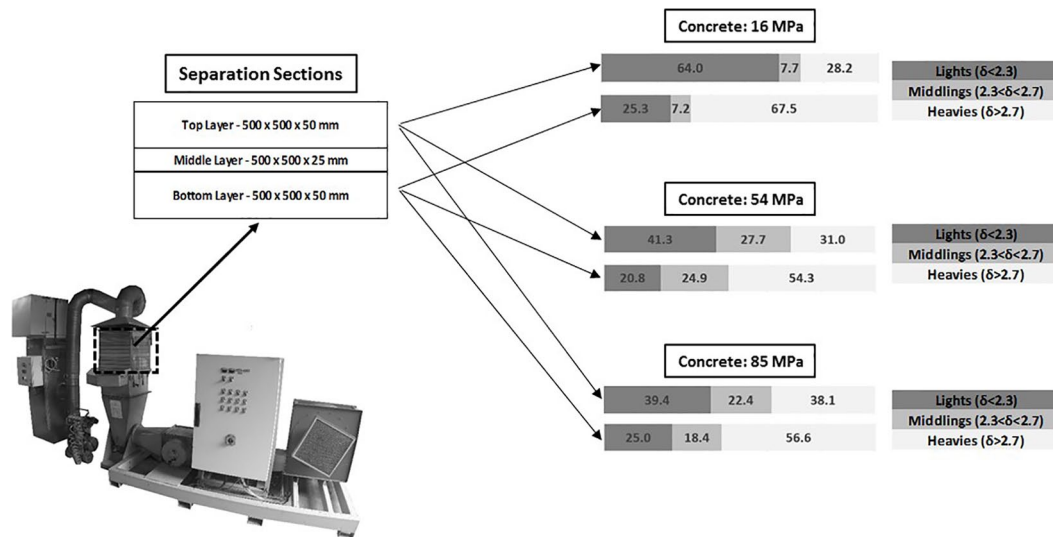 Separation Sections
Top Layer - 500 x 500 x 50 mm
Middle Layer - 500 x 500 x 25 mm
Bottom Layer - 500 x 500 x 50 mm
Concrete: 16 MPa
64.0 7.7 28.2
25.3 7.2 67.5
Lights (δ<2.3)
Middlings (2.3<δ<2.7)
Heavies (δ>2.7)
Concrete: 54 MPa
41.3 27.7 31.0
20.8 24.9 54.3
Lights (δ<2.3)
Middlings (2.3<δ<2.7)
Heavies (δ>2.7)
Concrete: 85 MPa
39.4 22.4 38.1
25.0 18.4 56.6
Lights (δ<2.3)
Middlings (2.3<δ<2.7)
Heavies (δ>2.7)